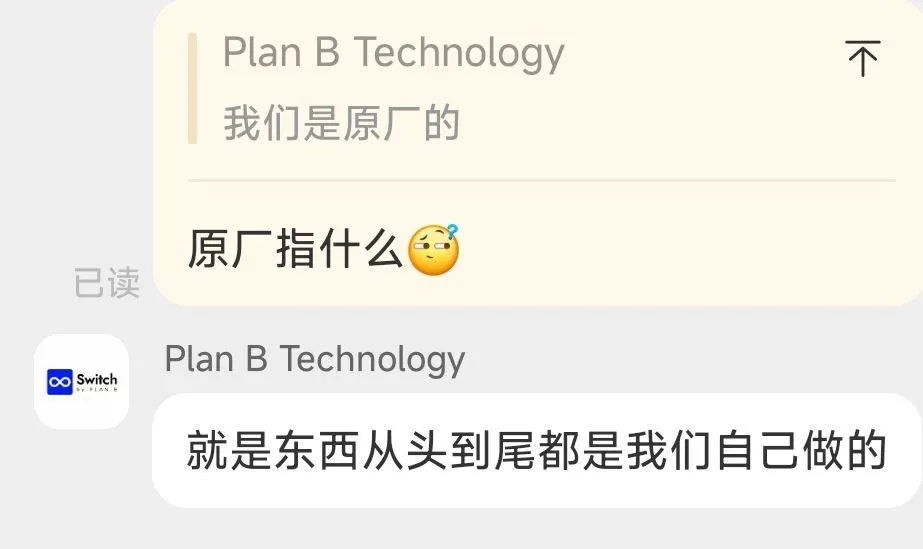 Plan B Technology
我们是原厂的
原厂指什么
已读
Plan B Technology
Switch
by PLAN B
就是东西从头到尾都是我们自己做的